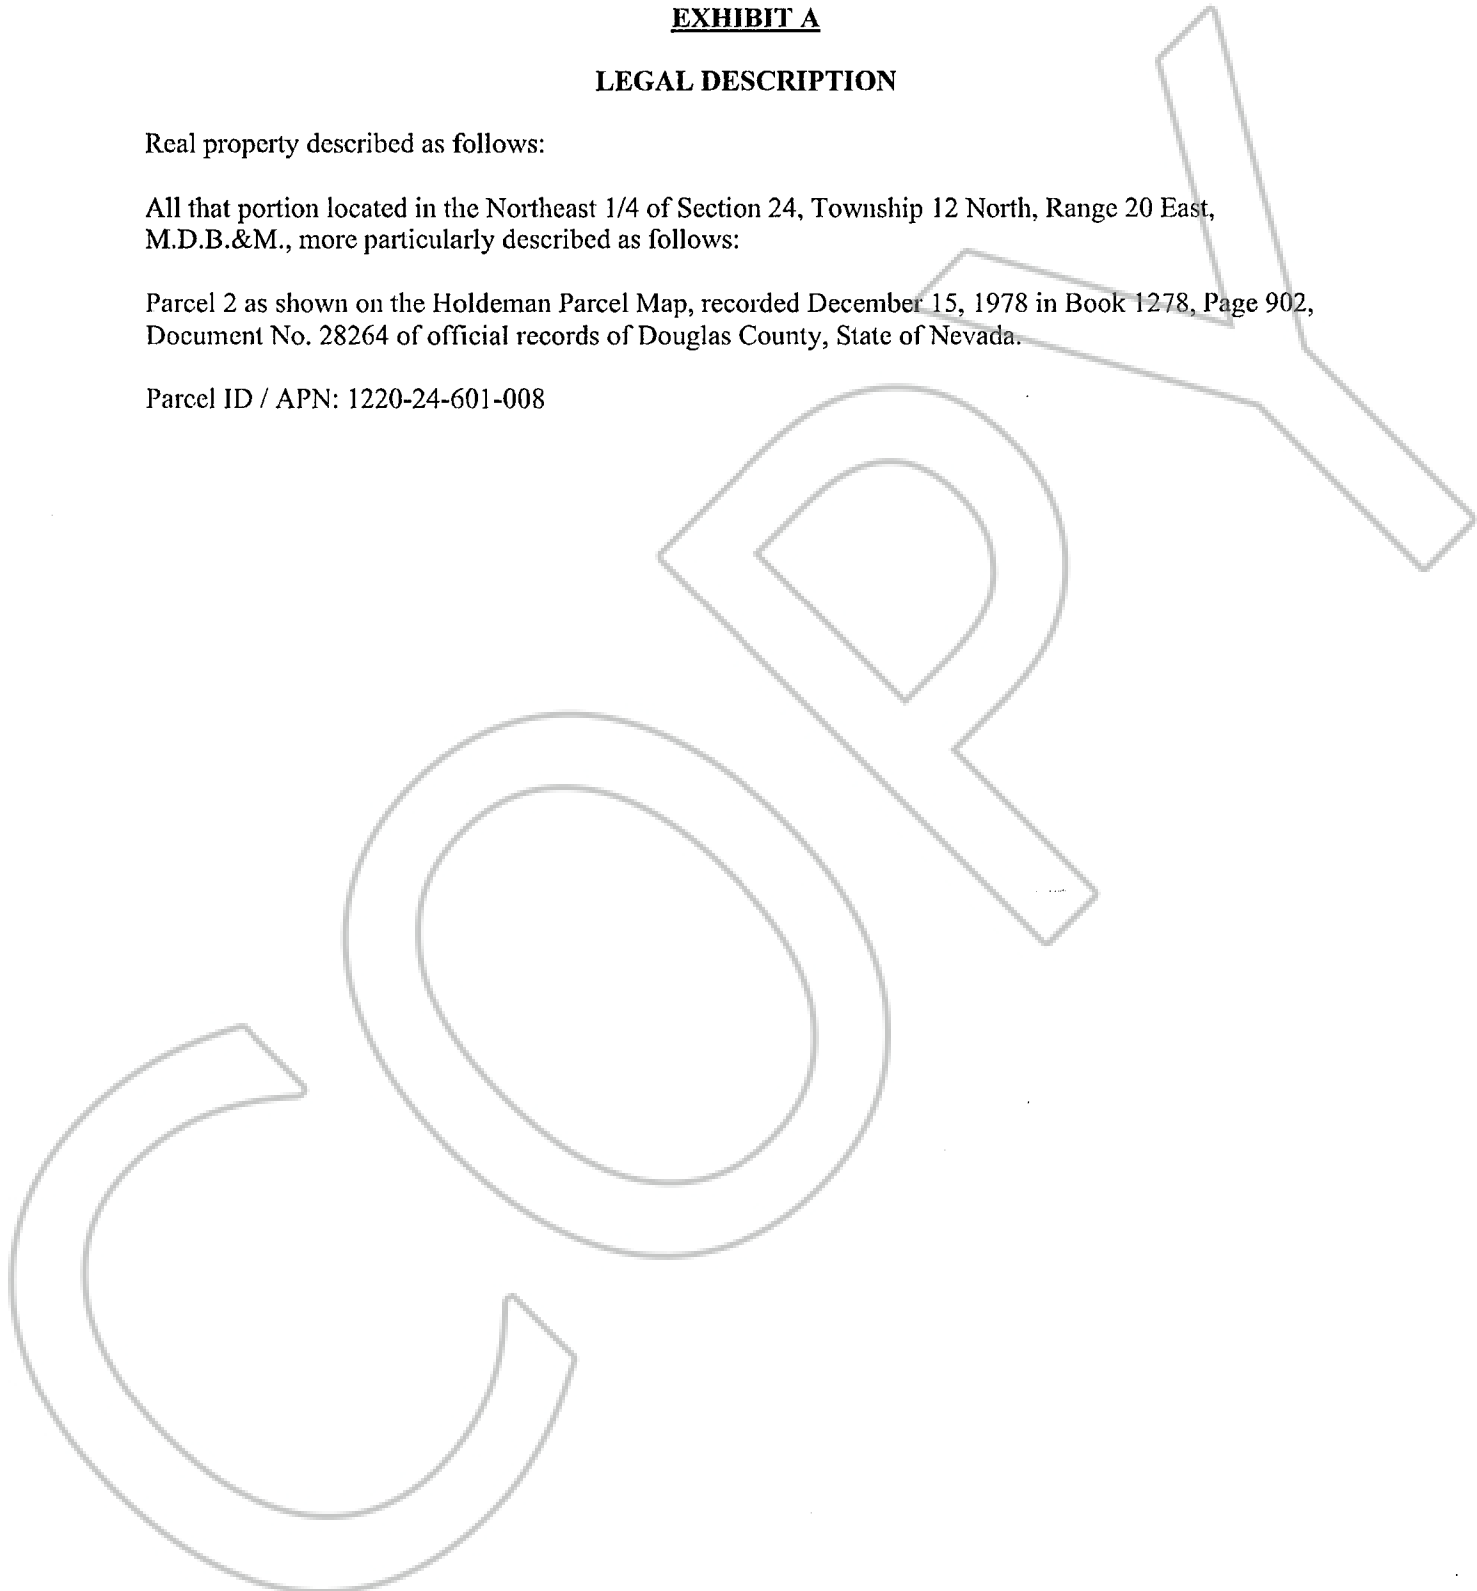 EXHIBIT A
LEGAL DESCRIPTION
Real property described as follows:
All that portion located in the Northeast 1/4 of Section 24, Township 12 North, Range 20 East,
M.D.B.&M., more particularly described as follows:
Parcel 2 as shown on the Holdeman Parcel Map, recorded December 15, 1978 in Book 1278, Page 902,
Document No. 28264 of official records of Douglas County, State of Nevada.
Parcel ID / APN: 1220-24-601-008
COPY